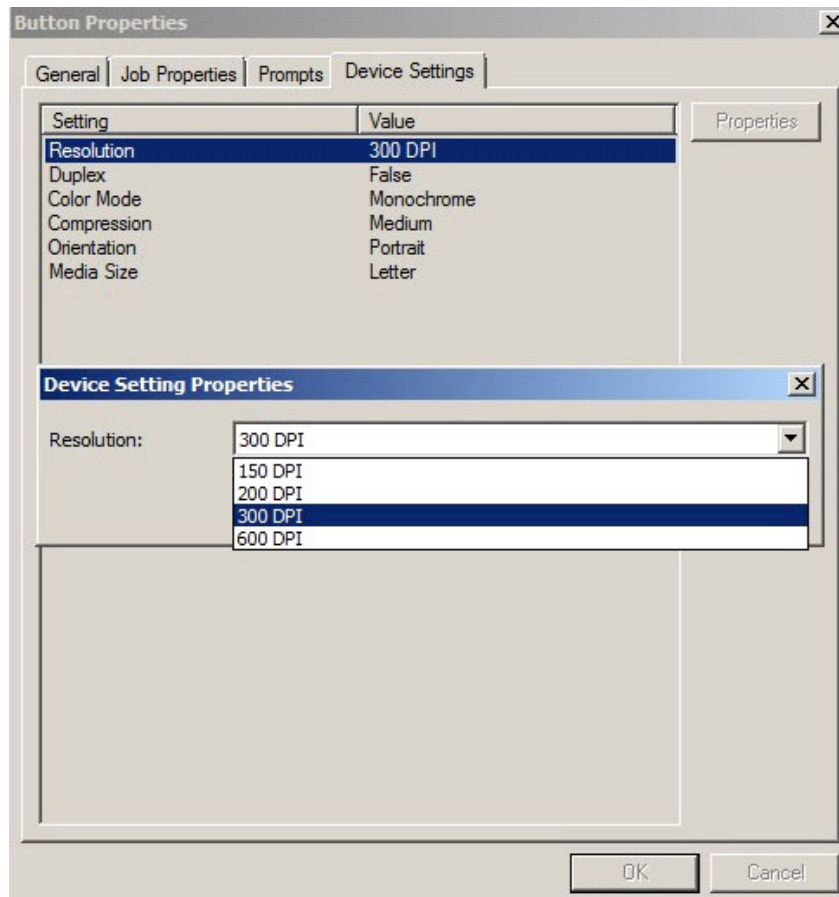 Button Properties
General Job Properties Prompts Device Settings
Setting Value Properties
Resolution 300 DPI
Duplex False
Color Mode Monochrome
Compression Medium
Orientation Portrait
Media Size Letter
Device Setting Properties
Resolution: 300 DPI
150 DPI
200 DPI
300 DPI
600 DPI
OK Cancel